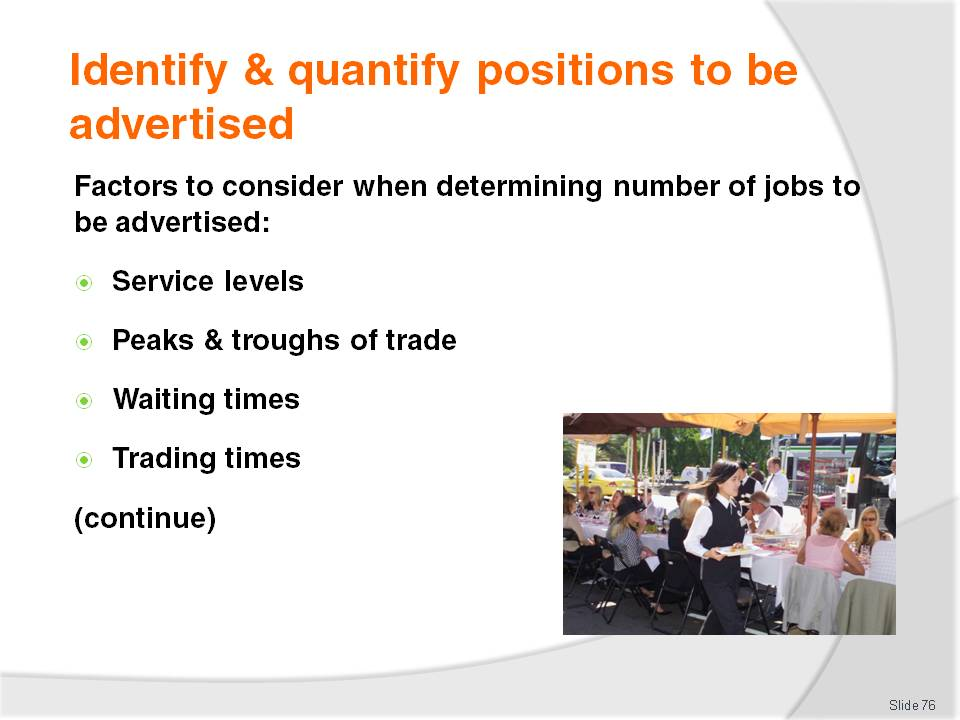 Identify & quantify positions to be
advertised
Factors to consider when determining number of jobs to
be advertised:
Service levels
Peaks & troughs of trade
Waiting times
Trading times
(continue)
Slide 76